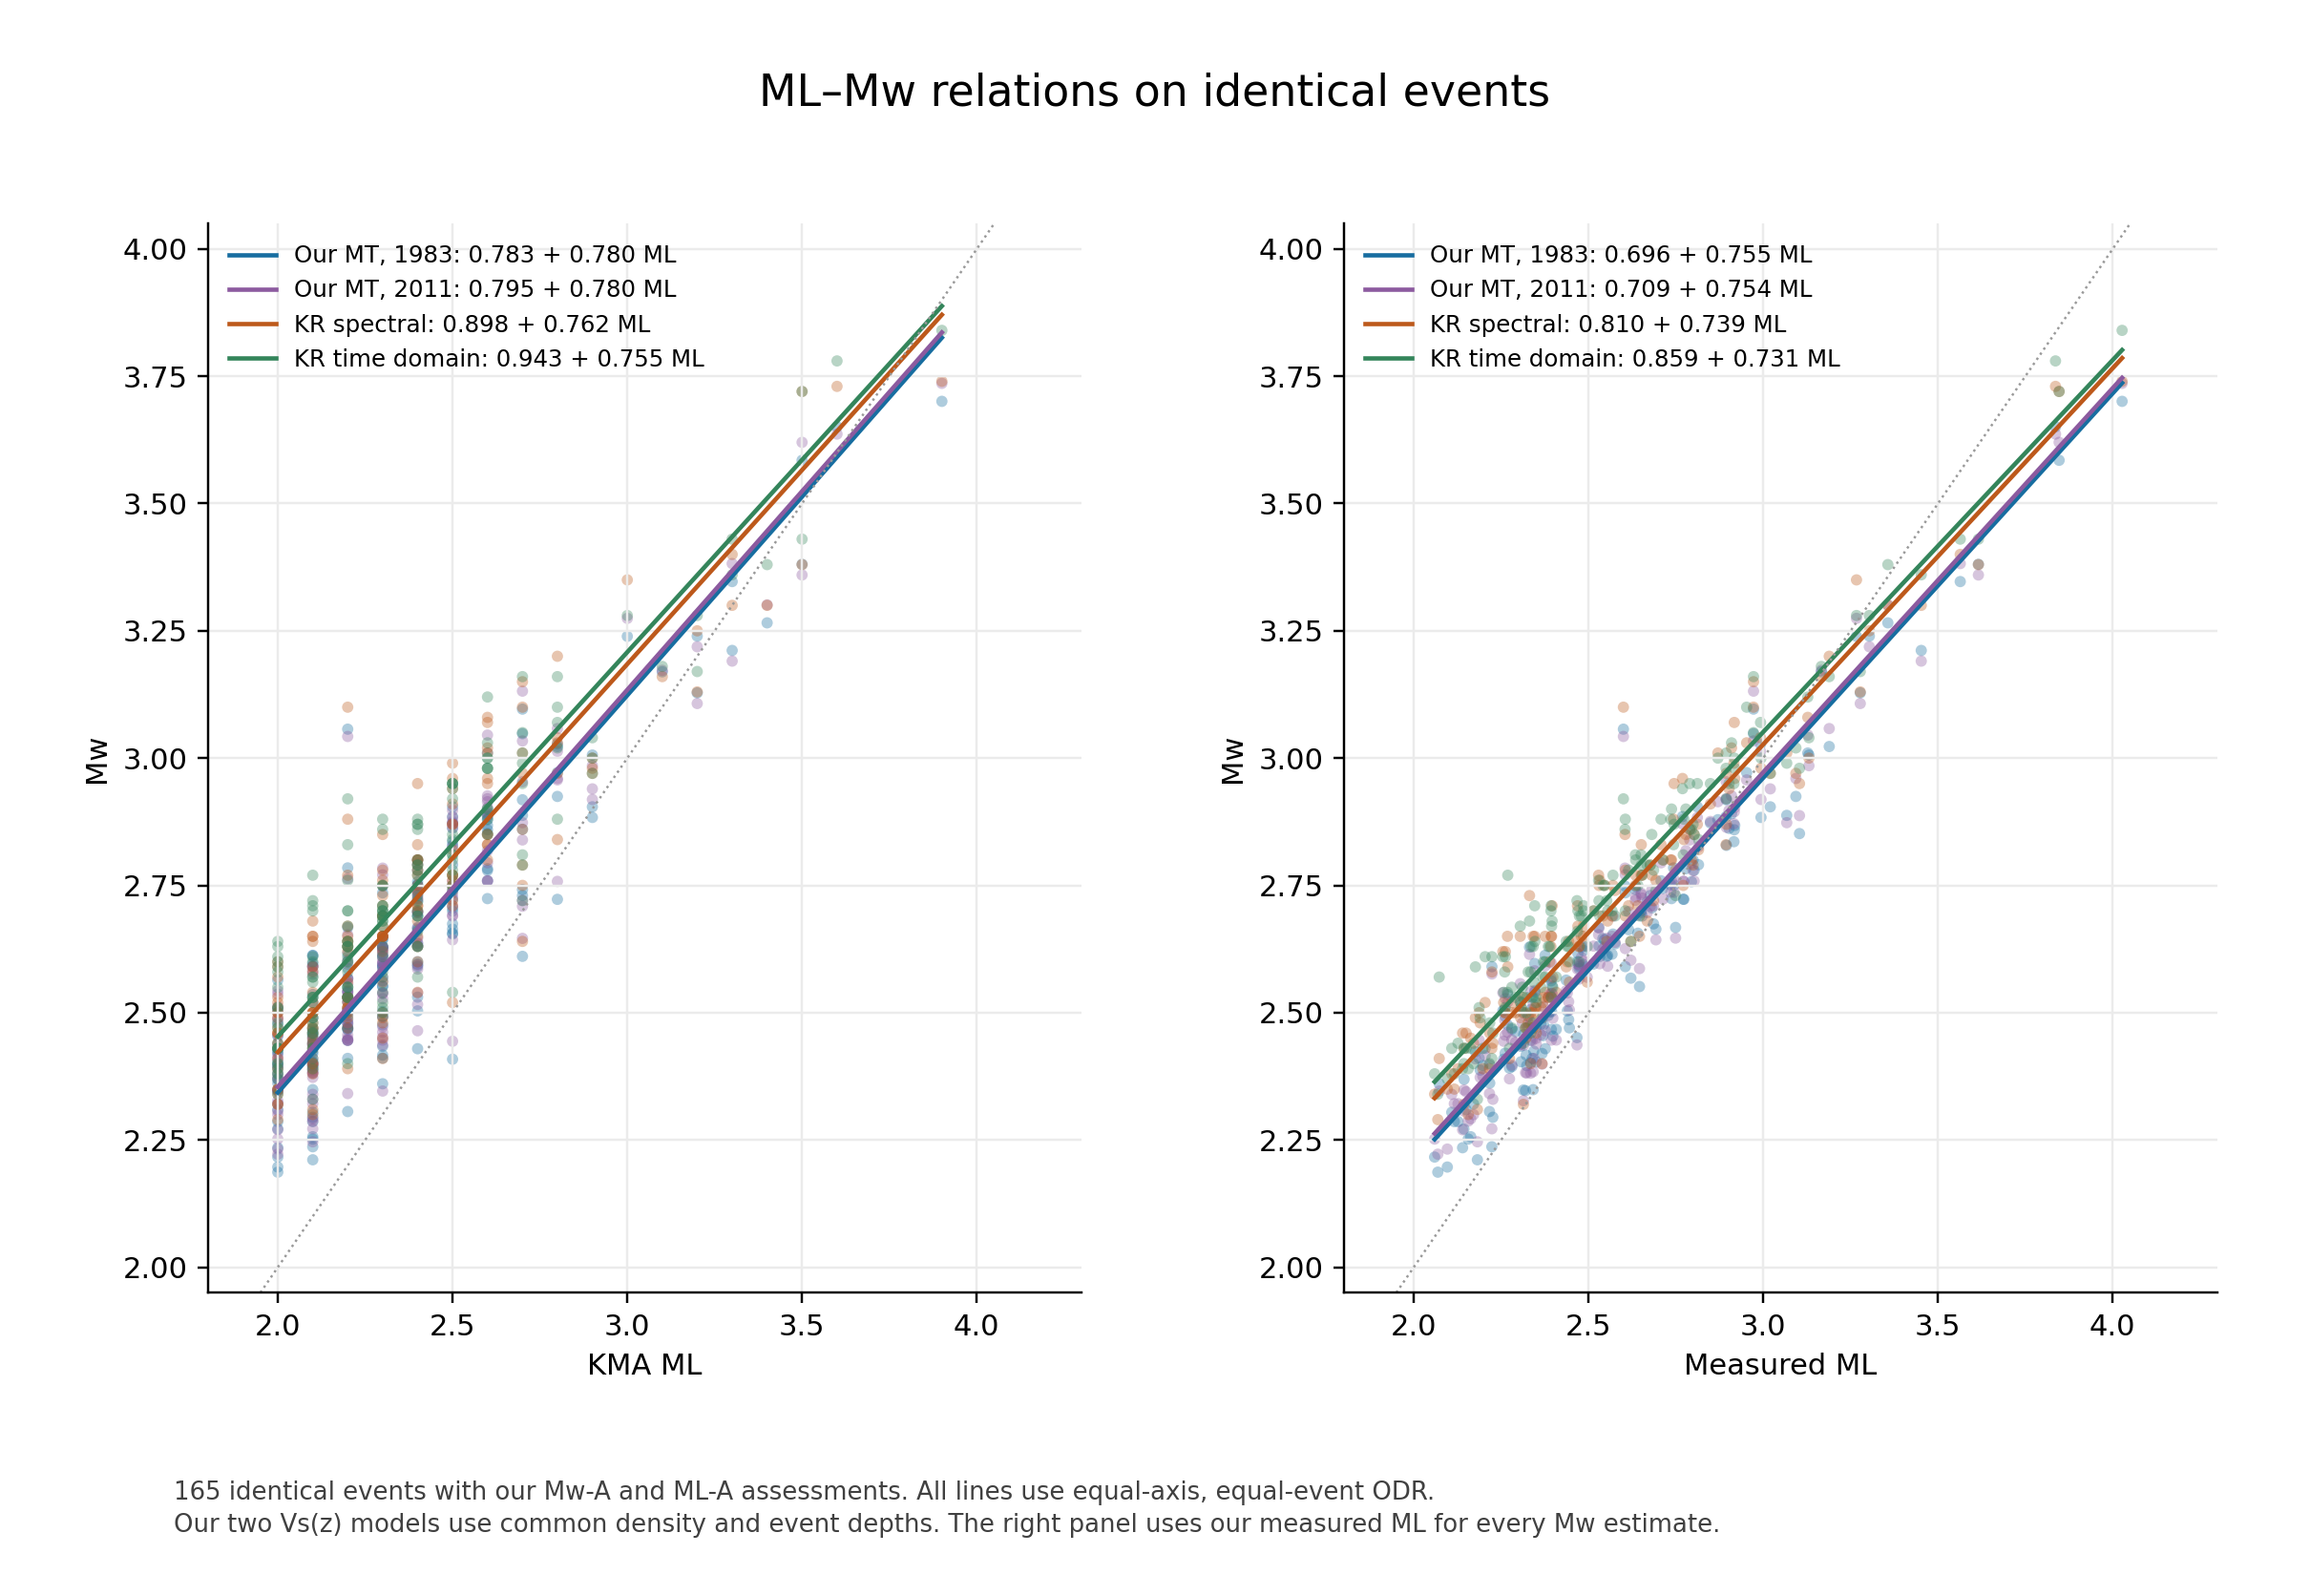 ML–Mw relations on identical events
Our MT, 1983: 0.783 + 0.780 ML
Our MT, 2011: 0.795 + 0.780 ML
KR spectral: 0.898 + 0.762 ML
KR time domain: 0.943 + 0.755 ML
4.00
3.75
3.50
3.25
3.00
2.75
2.50
2.25
2.00
Mw
2.0 2.5 3.0 3.5 4.0
KMA ML
Our MT, 1983: 0.696 + 0.755 ML
Our MT, 2011: 0.709 + 0.754 ML
KR spectral: 0.810 + 0.739 ML
KR time domain: 0.859 + 0.731 ML
4.00
3.75
3.50
3.25
3.00
2.75
2.50
2.25
2.00
Mw
2.0 2.5 3.0 3.5 4.0
Measured ML
165 identical events with our Mw-A and ML-A assessments. All lines use equal-axis, equal-event ODR.
Our two Vs(z) models use common density and event depths. The right panel uses our measured ML for every Mw estimate.